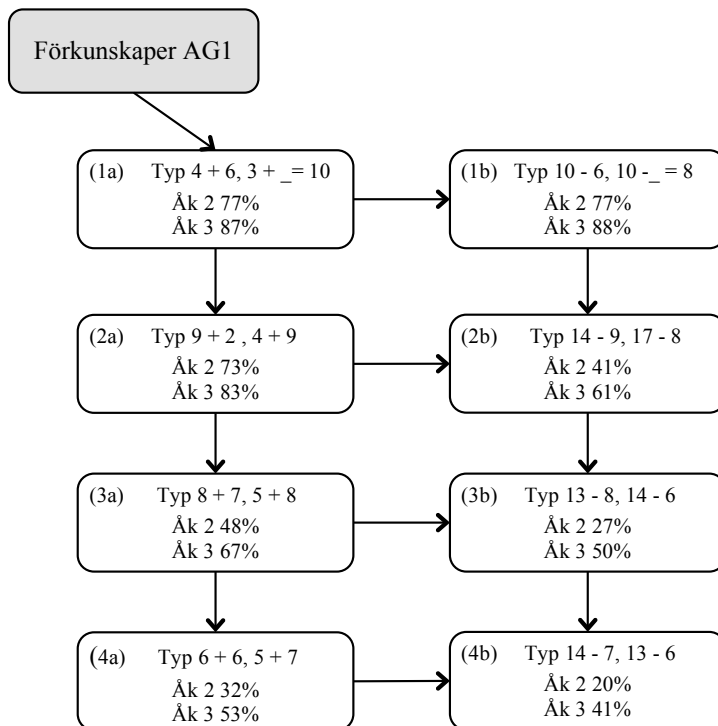 Förkunskaper AG1
(1a) Typ 4 + 6, 3 + _= 10
Åk 2 77%
Åk 3 87%
(1b) Typ 10 - 6, 10 -_ = 8
Åk 2 77%
Åk 3 88%
(2a) Typ 9 + 2 , 4 + 9
Åk 2 73%
Åk 3 83%
(2b) Typ 14 - 9, 17 - 8
Åk 2 41%
Åk 3 61%
(3a) Typ 8 + 7, 5 + 8
Åk 2 48%
Åk 3 67%
(3b) Typ 13 - 8, 14 - 6
Åk 2 27%
Åk 3 50%
(4a) Typ 6 + 6, 5 + 7
Åk 2 32%
Åk 3 53%
(4b) Typ 14 - 7, 13 - 6
Åk 2 20%
Åk 3 41%